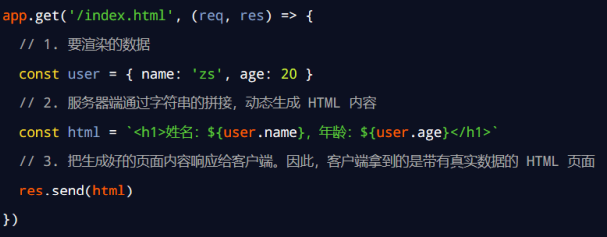 app.get('/index.html', (req, res) => {
// 1. 要渲染的数据
const user = { name: 'zs', age: 20 }
// 2. 服务器端通过字符串的拼接，动态生成 HTML 内容
const html = `<h1>姓名：${user.name}, 年龄：${user.age}</h1>`
// 3. 把生成好的页面内容响应给客户端。因此，客户端拿到的是带有真实数据的 HTML 页面
res.send(html)
})